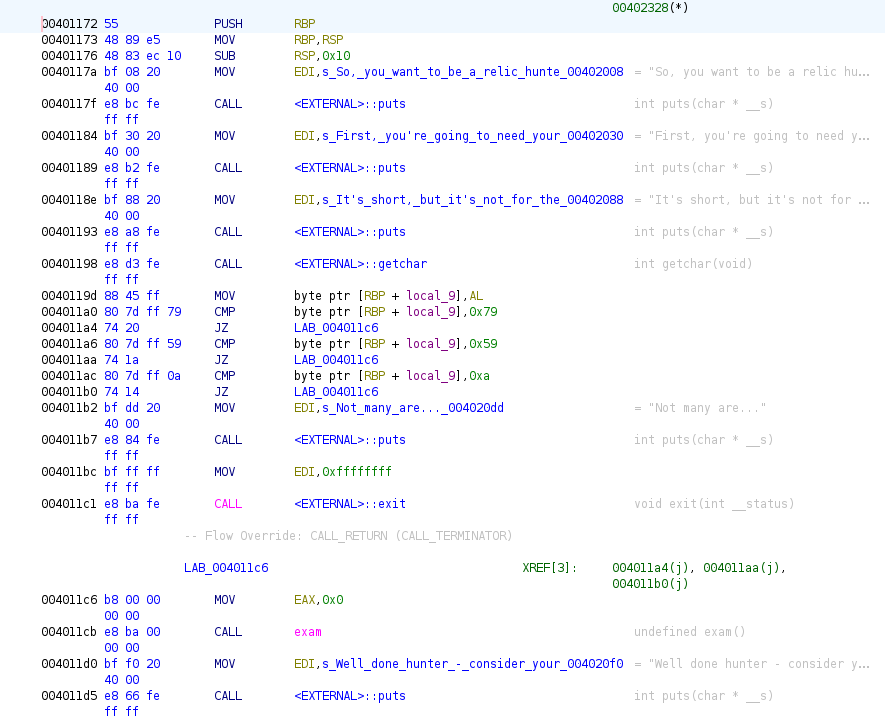 00402328(*)
00401172 55 PUSH RBP
00401173 48 89 e5 MOV RBP,RSP
00401176 48 83 ec 10 SUB RSP,0x10
0040117a bf 08 20 MOV EDI,s_So,_you_want_to_be_a_relic_hunte_00402008 = "So, you want to be a relic hu...
40 00
0040117f e8 bc fe CALL <EXTERNAL>::puts int puts(char * __s)
ff ff
00401184 bf 30 20 MOV EDI,s_First,_you're_going_to_need_your_00402030 = "First, you're going to need y...
40 00
00401189 e8 b2 fe CALL <EXTERNAL>::puts int puts(char * __s)
ff ff
0040118e bf 88 20 MOV EDI,s_It's_short,_but_it's_not_for_the_00402088 = "It's short, but it's not for ...
40 00
00401193 e8 a8 fe CALL <EXTERNAL>::puts int puts(char * __s)
ff ff
00401198 e8 d3 fe CALL <EXTERNAL>::getchar int getchar(void)
ff ff
0040119d 88 45 ff MOV byte ptr [RBP + local_9],AL
004011a0 80 7d ff 79 CMP byte ptr [RBP + local_9],0x79
004011a4 74 20 JZ LAB_004011c6
004011a6 80 7d ff 59 CMP byte ptr [RBP + local_9],0x59
004011aa 74 1a JZ LAB_004011c6
004011ac 80 7d ff 0a CMP byte ptr [RBP + local_9],0xa
004011b0 74 14 JZ LAB_004011c6
004011b2 bf dd 20 MOV EDI,s_Not_many_are..._004020dd = "Not many are..."
40 00
004011b7 e8 84 fe CALL <EXTERNAL>::puts int puts(char * __s)
ff ff
004011bc bf ff ff MOV EDI,0xffffffff
ff ff
004011c1 e8 ba fe CALL <EXTERNAL>::exit void exit(int __status)
ff ff
-- Flow Override: CALL_RETURN (CALL_TERMINATOR)
LAB_004011c6 XREF[3]: 004011a4(j), 004011aa(j),
004011b0(j)
004011c6 b8 00 00 MOV EAX,0x0
00 00
004011cb e8 ba 00 CALL exam undefined exam()
00 00
004011d0 bf f0 20 MOV EDI,s_Well_done_hunter_-_consider_your_004020f0 = "Well done hunter - consider y...
40 00
004011d5 e8 66 fe CALL <EXTERNAL>::puts int puts(char * __s)
ff ff